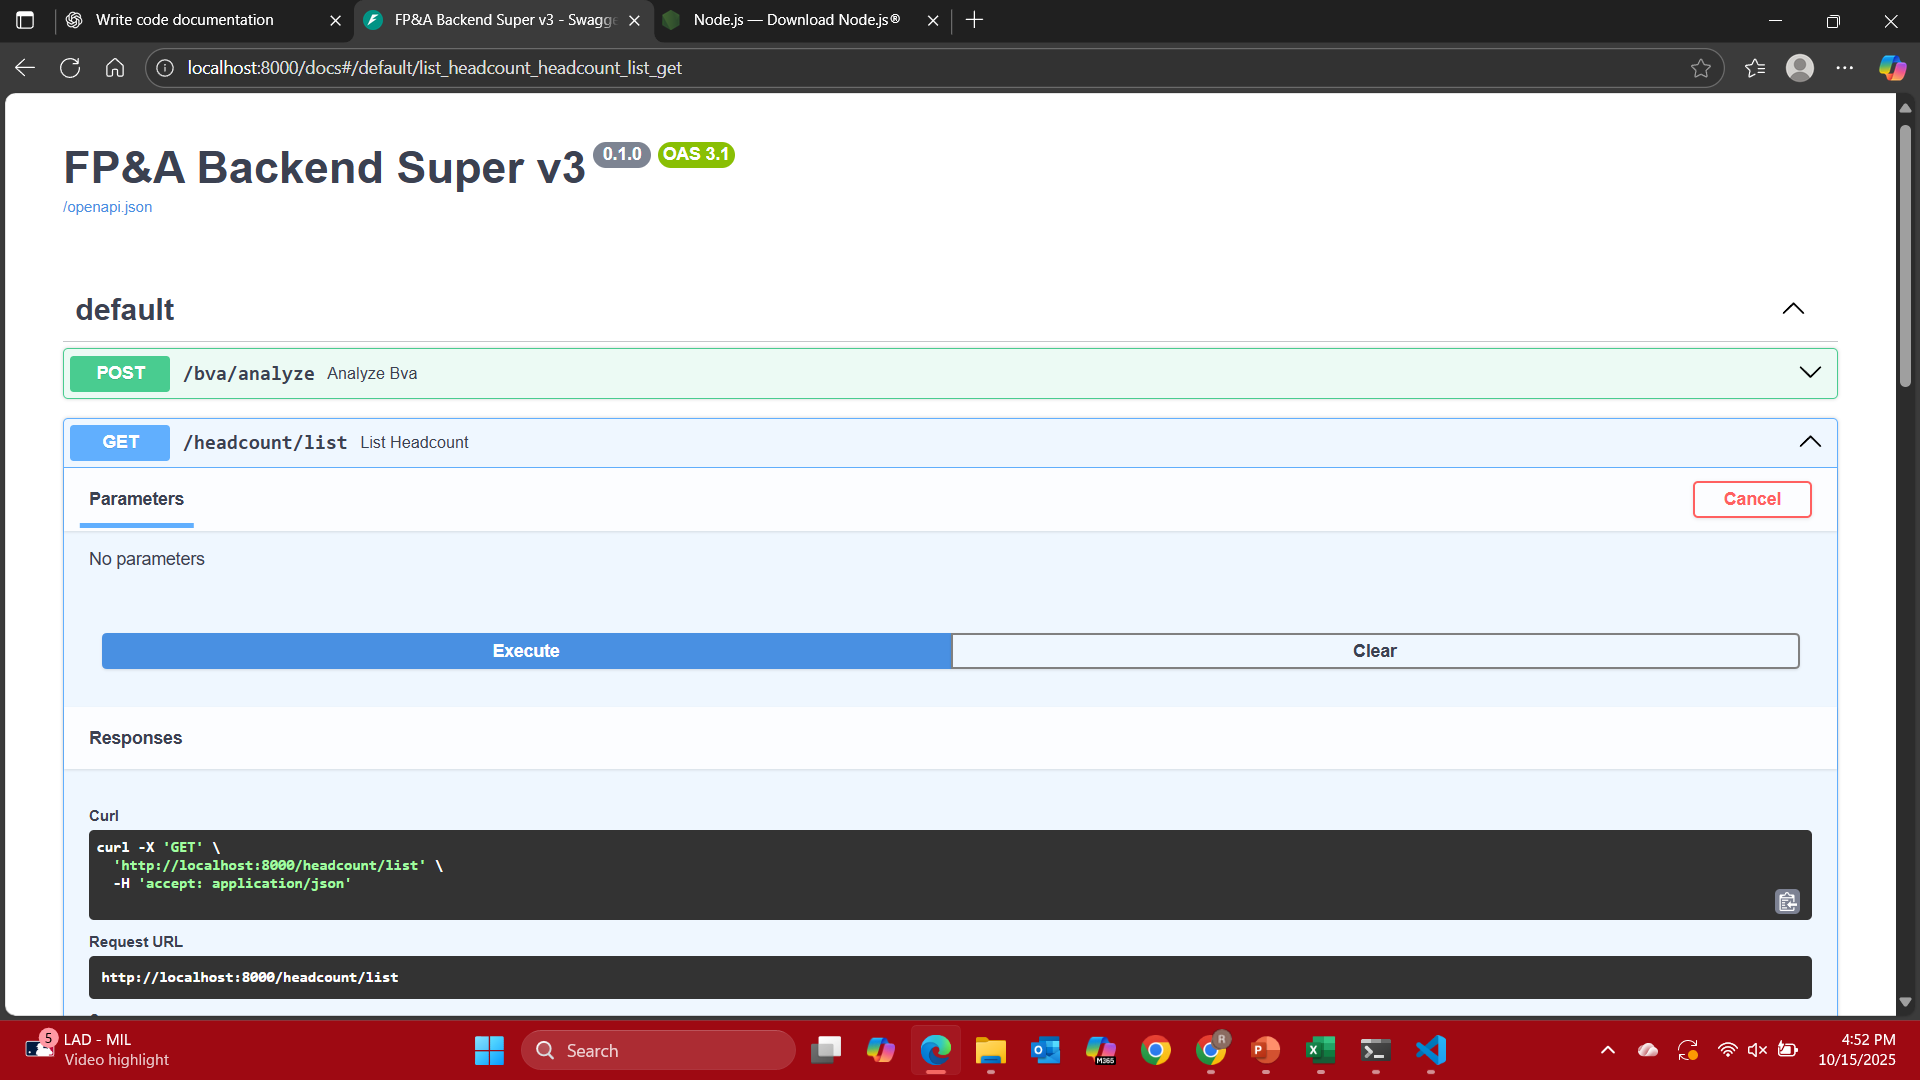 Write code documentation
FP&A Backend Super v3 - Swagge
Node.js — Download Node.js®
localhost:8000/docs#/default/list_headcount_headcount_list_get
FP&A Backend Super v3 0.1.0 OAS 3.1
/openapi.json
default
POST /bva/analyze Analyze Bva
GET /headcount/list List Headcount
Parameters
Cancel
No parameters
Execute
Clear
Responses
Curl
curl -X 'GET' \
'http://localhost:8000/headcount/list' \
-H 'accept: application/json'
Request URL
http://localhost:8000/headcount/list
5
LAD - MIL
Video highlight
Search
M365
R
4:52 PM
10/15/2025